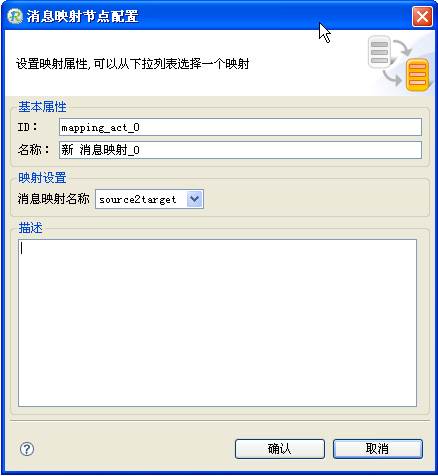 消息映射节点配置
设置映射属性,可以从下拉列表选择一个映射
基本属性
ID： mapping_act_0
名称： 新 消息映射_0
映射设置
消息映射名称 source2target
描述
确认 取消